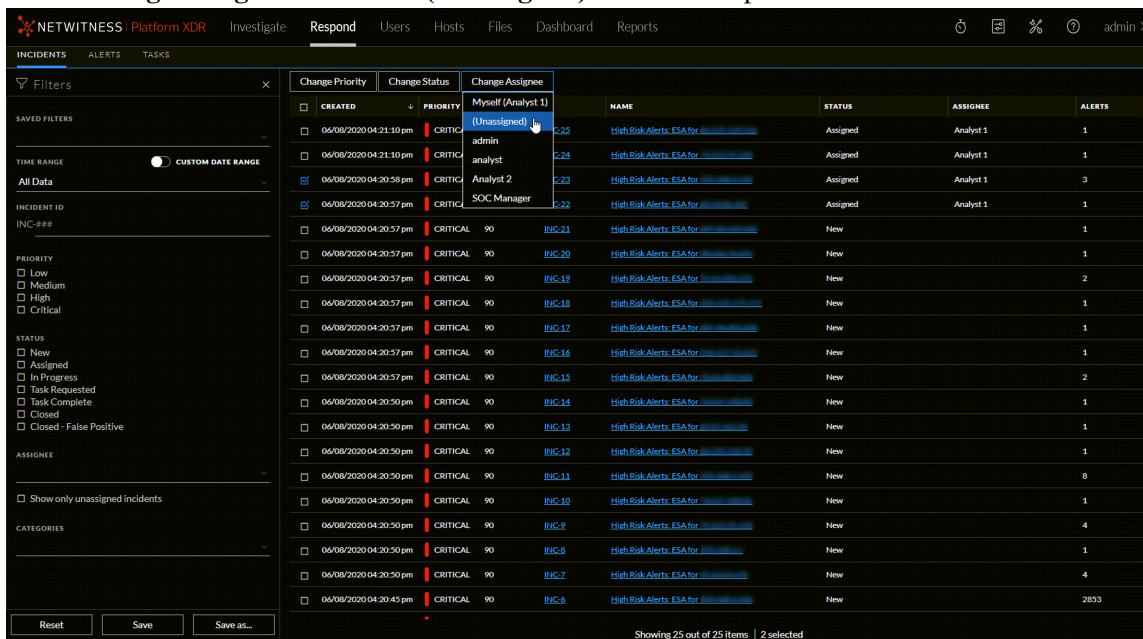 NETWITNESS Platform XDR Investigate Respond Users Hosts Files Dashboard Reports admin
INCIDENTS ALERTS TASKS
Filters
SAVED FILTERS
TIME RANGE CUSTOM DATE RANGE
All Data
INCIDENT ID
INC-###
PRIORITY
Low
Medium
High
Critical
STATUS
New
Assigned
In Progress
Task Requested
Task Complete
Closed
Closed - False Positive
ASSIGNEE
Show only unassigned incidents
CATEGORIES
Reset Save Save as...
Change Priority Change Status Change Assignee
Myself (Analyst 1)
(Unassigned)
admin
analyst
Analyst 2
SOC Manager
CREATED PRIORITY NAME STATUS ASSIGNEE ALERTS
06/08/2020 04:21:10 pm CRITICA C-25 High Risk Alerts: ESA for Assigned Analyst 1 1
06/08/2020 04:21:10 pm CRITICA C-24 High Risk Alerts: ESA for Assigned Analyst 1 1
06/08/2020 04:20:58 pm CRITICA C-23 High Risk Alerts: ESA for Assigned Analyst 1 3
06/08/2020 04:20:57 pm CRITICA C-22 High Risk Alerts: ESA for Assigned Analyst 1 1
06/08/2020 04:20:57 pm CRITICAL 90 INC-21 High Risk Alerts: ESA for New 1
06/08/2020 04:20:57 pm CRITICAL 90 INC-20 High Risk Alerts: ESA for New 1
06/08/2020 04:20:57 pm CRITICAL 90 INC-19 High Risk Alerts: ESA for New 2
06/08/2020 04:20:57 pm CRITICAL 90 INC-18 High Risk Alerts: ESA for New 1
06/08/2020 04:20:57 pm CRITICAL 90 INC-17 High Risk Alerts: ESA for New 1
06/08/2020 04:20:57 pm CRITICAL 90 INC-16 High Risk Alerts: ESA for New 1
06/08/2020 04:20:57 pm CRITICAL 90 INC-15 High Risk Alerts: ESA for New 2
06/08/2020 04:20:50 pm CRITICAL 90 INC-14 High Risk Alerts: ESA for New 1
06/08/2020 04:20:50 pm CRITICAL 90 INC-13 High Risk Alerts: ESA for New 1
06/08/2020 04:20:50 pm CRITICAL 90 INC-12 High Risk Alerts: ESA for New 1
06/08/2020 04:20:50 pm CRITICAL 90 INC-11 High Risk Alerts: ESA for New 8
06/08/2020 04:20:50 pm CRITICAL 90 INC-10 High Risk Alerts: ESA for New 1
06/08/2020 04:20:50 pm CRITICAL 90 INC-9 High Risk Alerts: ESA for New 4
06/08/2020 04:20:50 pm CRITICAL 90 INC-8 High Risk Alerts: ESA for New 1
06/08/2020 04:20:50 pm CRITICAL 90 INC-7 High Risk Alerts: ESA for New 4
06/08/2020 04:20:45 pm CRITICAL 90 INC-6 High Risk Alerts: ESA for New 2853
Showing 25 out of 25 items | 2 selected